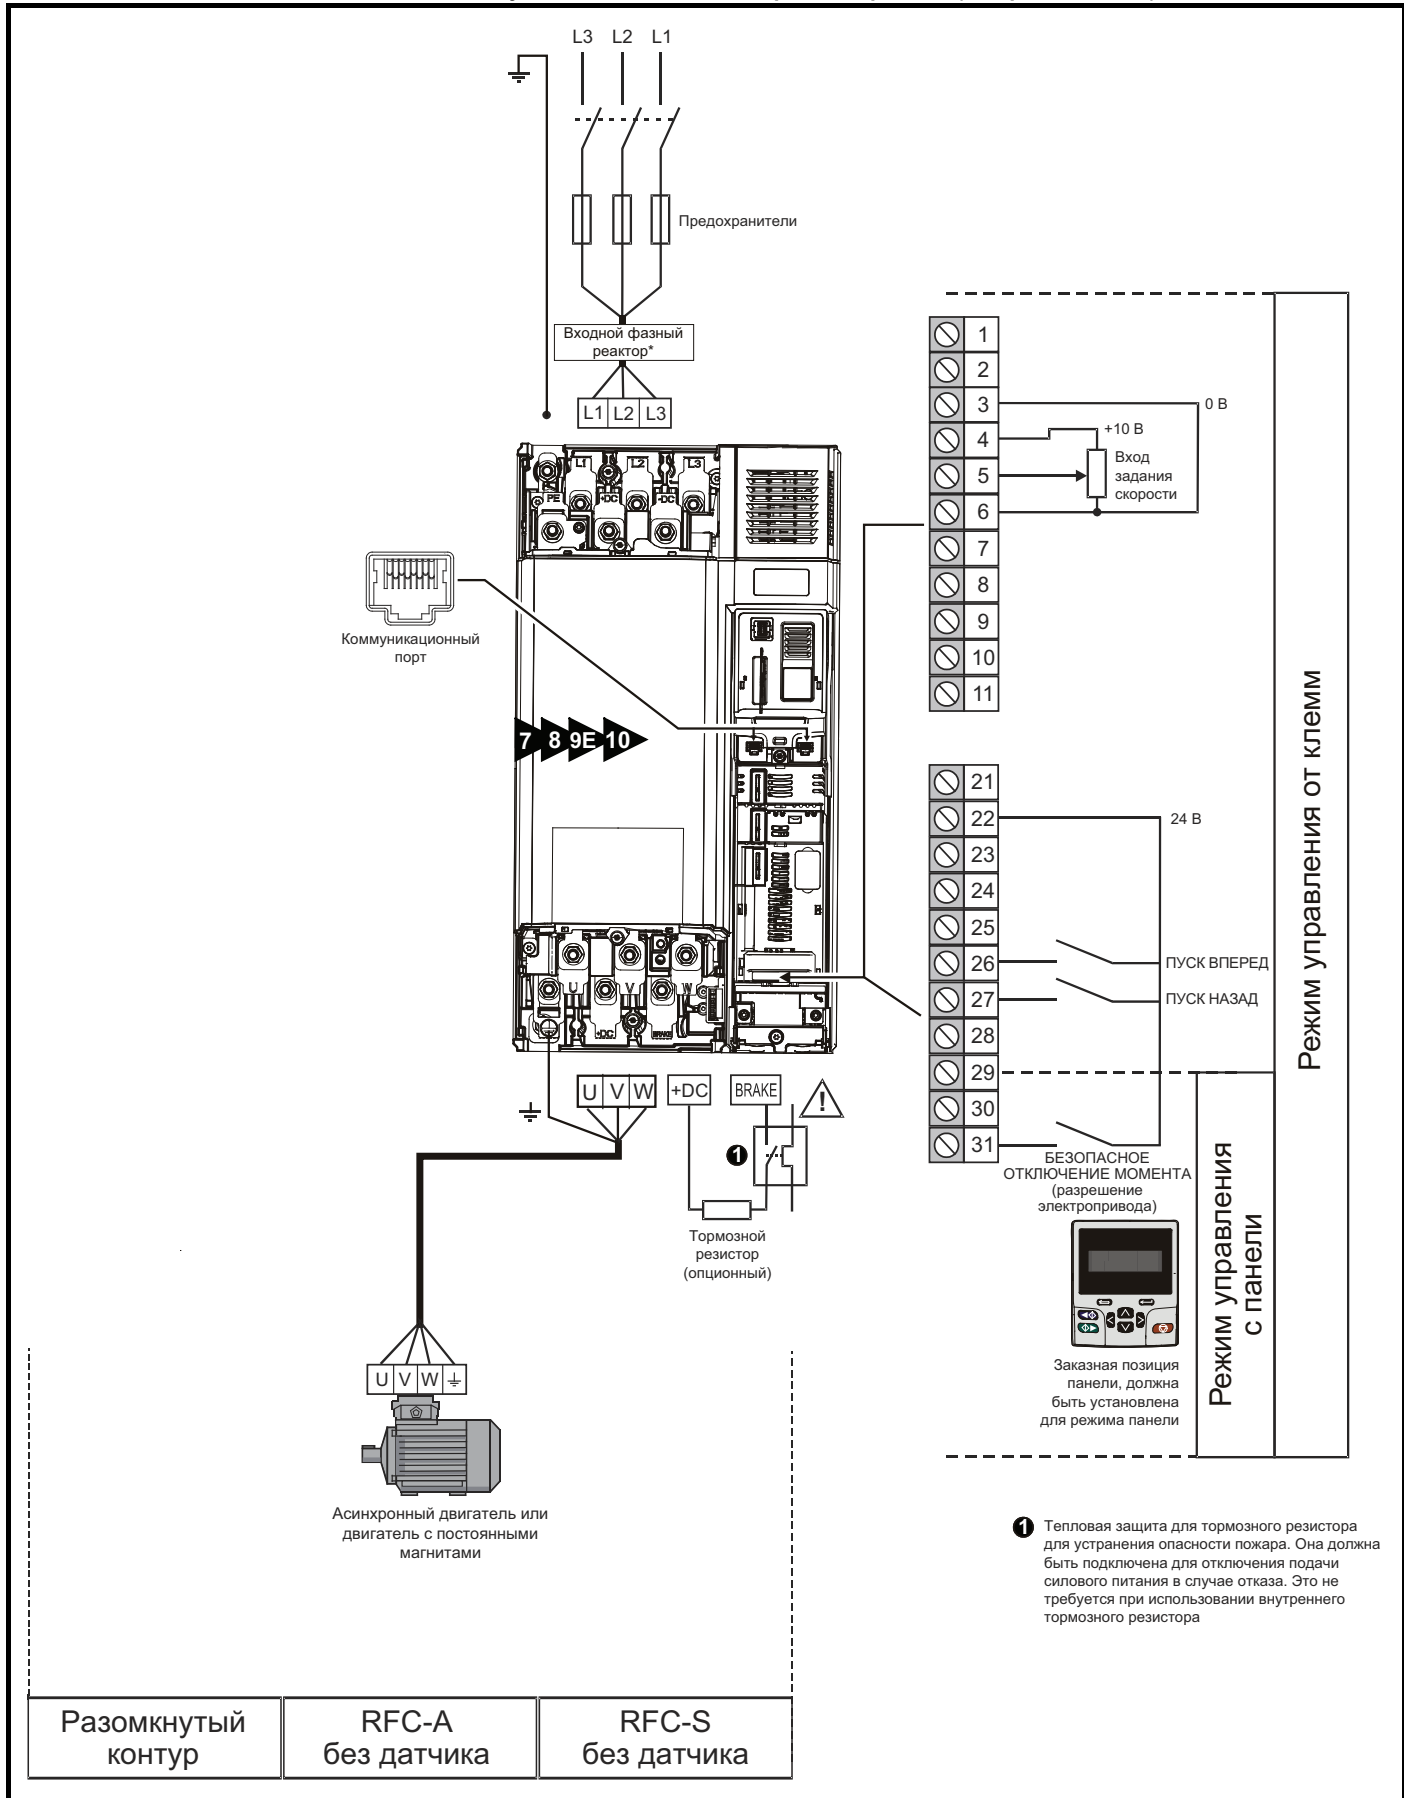 L3 L2 L1
Предохранители
Входной фазный
реактор*
L1 L2 L3
L1 L2 L3
PE +DC -DC
Коммуникационный
порт
7 8 9E 10
U V W
+DC BRAKE
U V W
+DC
BRAKE
1
Тормозной
резистор
(опционный)
U V W
Асинхронный двигатель или
двигатель с постоянными
магнитами
1
2
3
0 В
4
+10 В
5
Вход
задания
скорости
6
7
8
9
10
11
21
22
24 В
23
24
25
26
ПУСК ВПЕРЕД
27
ПУСК НАЗАД
28
29
30
31
БЕЗОПАСНОЕ
ОТКЛЮЧЕНИЕ МОМЕНТА
(разрешение
электропривода)
Заказная позиция
панели, должна
быть установлена
для режима панели
Режим управления
с панели
Режим управления от клемм
1 Тепловая защита для тормозного резистора
для устранения опасности пожара. Она должна
быть подключена для отключения подачи
силового питания в случае отказа. Это не
требуется при использовании внутреннего
тормозного резистора
Разомкнутый
контур
RFC-A
без датчика
RFC-S
без датчика